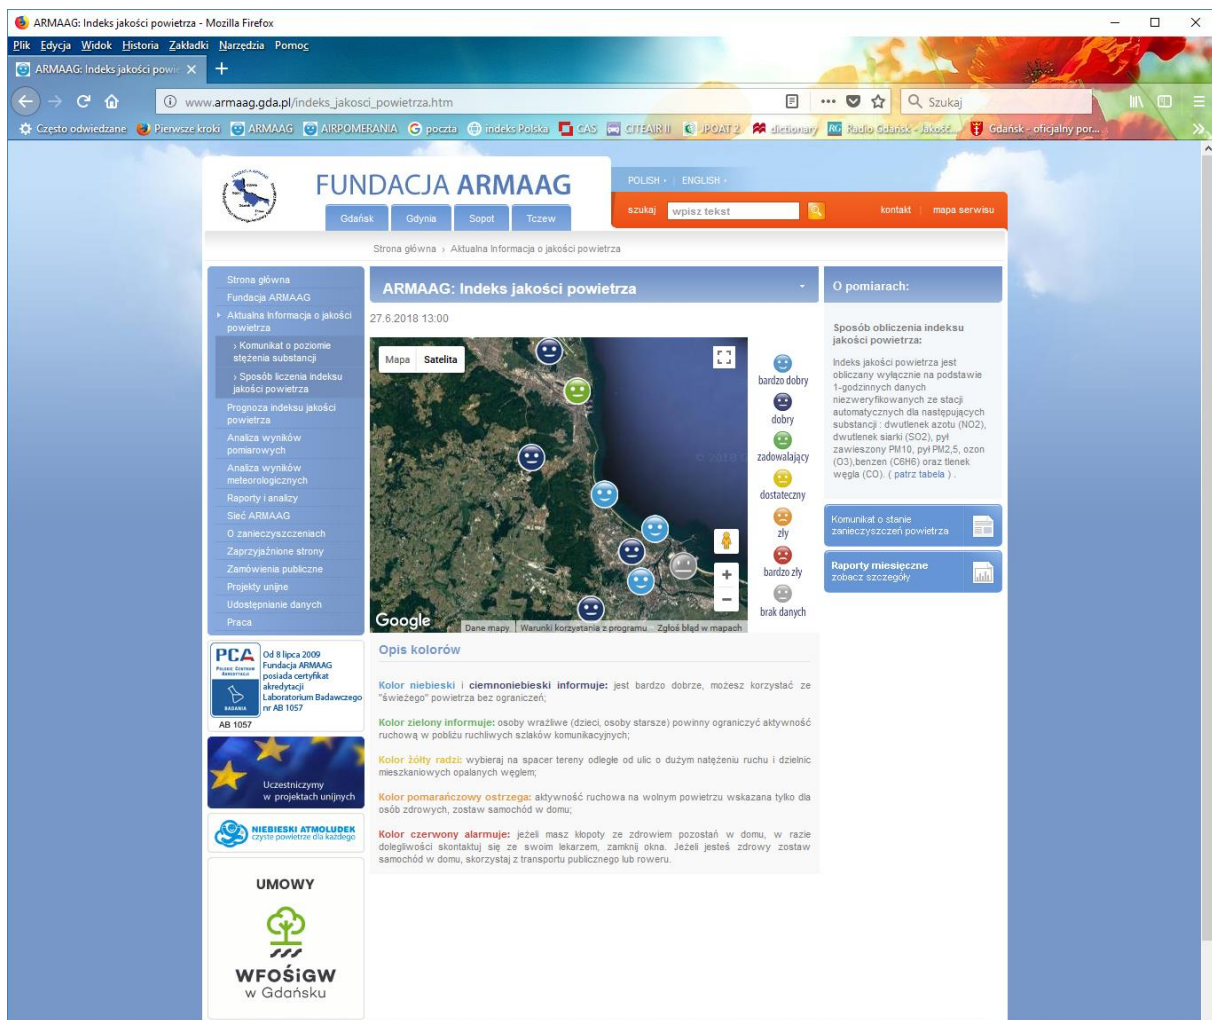 ARMAAG: Indeks jakości powietrza - Mozilla Firefox
Plik Edycja Widok Historia Zakładki Narzędzia Pomoc
ARMAAG: Indeks jakości powie
www.armaag.gda.pl/indeks_jakosci_powietrza.htm
Szukaj
Często odwiedzane Pierwsze kroki ARMAAG AIRPOMERANIA poczta indeks Polska CAS CITEAIR II JPOAT 2 dictionary Radio Gdańsk - Jakość... Gdańsk - oficjalny por...
FUNDACJA ARMAAG
POLISH ENGLISH
Gdańsk Gdynia Sopot Tczew
szukaj wpisz tekst kontakt mapa serwisu
Strona główna › Aktualna Informacja o jakości powietrza
Strona główna
Fundacja ARMAAG
Aktualna Informacja o jakości
powietrza
› Komunikat o poziomie
stężenia substancji
› Sposób liczenia indeksu
jakości powietrza
Prognoza indeksu jakości
powietrza
Analiza wyników
pomiarowych
Analiza wyników
meteorologicznych
Raporty i analizy
Sieć ARMAAG
O zanieczyszczeniach
Zaprzyjaźnione strony
Zamówienia publiczne
Projekty unijne
Udostępnianie danych
Praca
PCA
POLSKIE CENTRUM
AKREDYTACJI
BADANIA
AB 1057
Od 8 lipca 2009
Fundacja ARMAAG
posiada certyfikat
akredytacji
Laboratorium Badawczego
nr AB 1057
Uczestniczymy
w projektach unijnych
NIEBIESKI ATMOLUDEK
czyste powietrze dla każdego
UMOWY
WFOŚiGW
w Gdańsku
ARMAAG: Indeks jakości powietrza
27.6.2018 13:00
Mapa Satelita
© 2018
Google
Dane mapy Warunki korzystania z programu Zgłoś błąd w mapach
bardzo dobry
dobry
zadowalający
dostateczny
zły
bardzo zły
brak danych
Opis kolorów
Kolor niebieski i ciemnoniebieski informuje: jest bardzo dobrze, możesz korzystać ze
"świeżego" powietrza bez ograniczeń;
Kolor zielony informuje: osoby wrażliwe (dzieci, osoby starsze) powinny ograniczyć aktywność
ruchową w pobliżu ruchliwych szlaków komunikacyjnych;
Kolor żółty radzi: wybieraj na spacer tereny odległe od ulic o dużym natężeniu ruchu i dzielnic
mieszkaniowych opalanych węglem;
Kolor pomarańczowy ostrzega: aktywność ruchowa na wolnym powietrzu wskazana tylko dla
osób zdrowych, zostaw samochód w domu;
Kolor czerwony alarmuje: jeżeli masz kłopoty ze zdrowiem pozostań w domu, w razie
dolegliwości skontaktuj się ze swoim lekarzem, zamknij okna. Jeżeli jesteś zdrowy zostaw
samochód w domu, skorzystaj z transportu publicznego lub roweru.
O pomiarach:
Sposób obliczenia indeksu
jakości powietrza:
Indeks jakości powietrza jest
obliczany wyłącznie na podstawie
1-godzinnych danych
niezweryfikowanych ze stacji
automatycznych dla następujących
substancji : dwutlenek azotu (NO2),
dwutlenek siarki (SO2), pył
zawieszony PM10, pył PM2,5, ozon
(O3),benzen (C6H6) oraz tlenek
węgla (CO). ( patrz tabela ) .
Komunikat o stanie
zanieczyszczeń powietrza
Raporty miesięczne
zobacz szczegóły